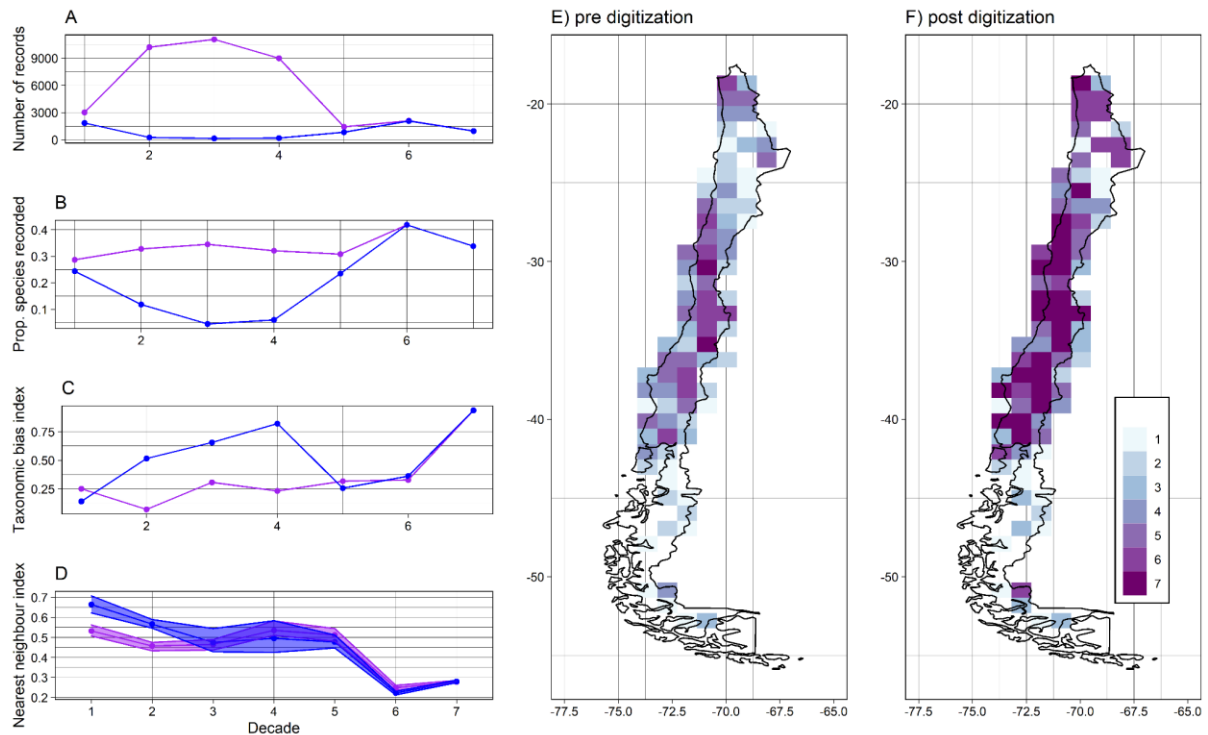 A
Number of records
9000
6000
3000
0
2
4
6
B
Prop. species recorded
0.4
0.3
0.2
0.1
2
4
6
C
Taxonomic bias index
0.75
0.50
0.25
2
4
6
D
Nearest neighbour index
0.7
0.6
0.5
0.4
0.3
0.2
1 2 3 4 5 6 7
Decade
E) pre digitization
-20
-30
-40
-50
-77.5 -75.0 -72.5 -70.0 -67.5 -65.0
F) post digitization
-20
-30
-40
-50
-77.5 -75.0 -72.5 -70.0 -67.5 -65.0
1
2
3
4
5
6
7